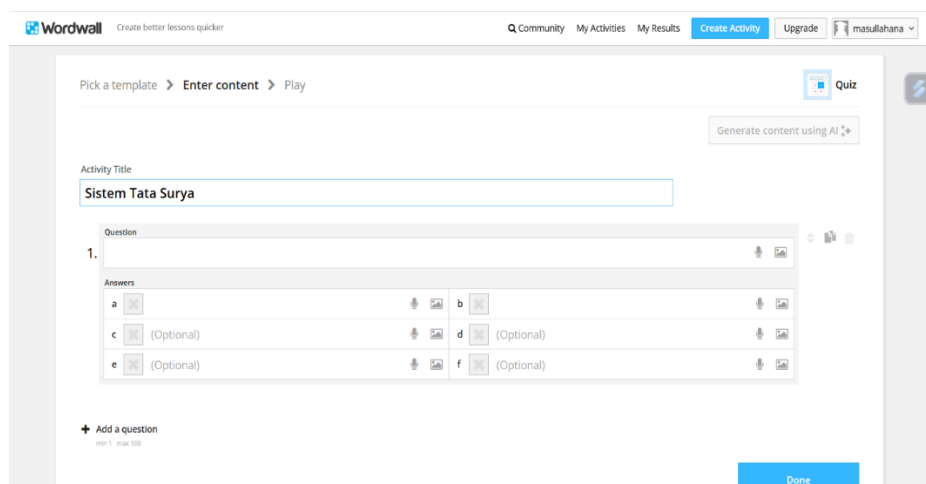 Wordwall Create better lessons quicker Community My Activities My Results Create Activity Upgrade masullahana
Pick a template Enter content Play Quiz
Generate content using AI
Activity Title
Sistem Tata Surya
Question
1.
Answers
a b
c (Optional) d (Optional)
e (Optional) f (Optional)
Add a question
min 1 max 100
Done